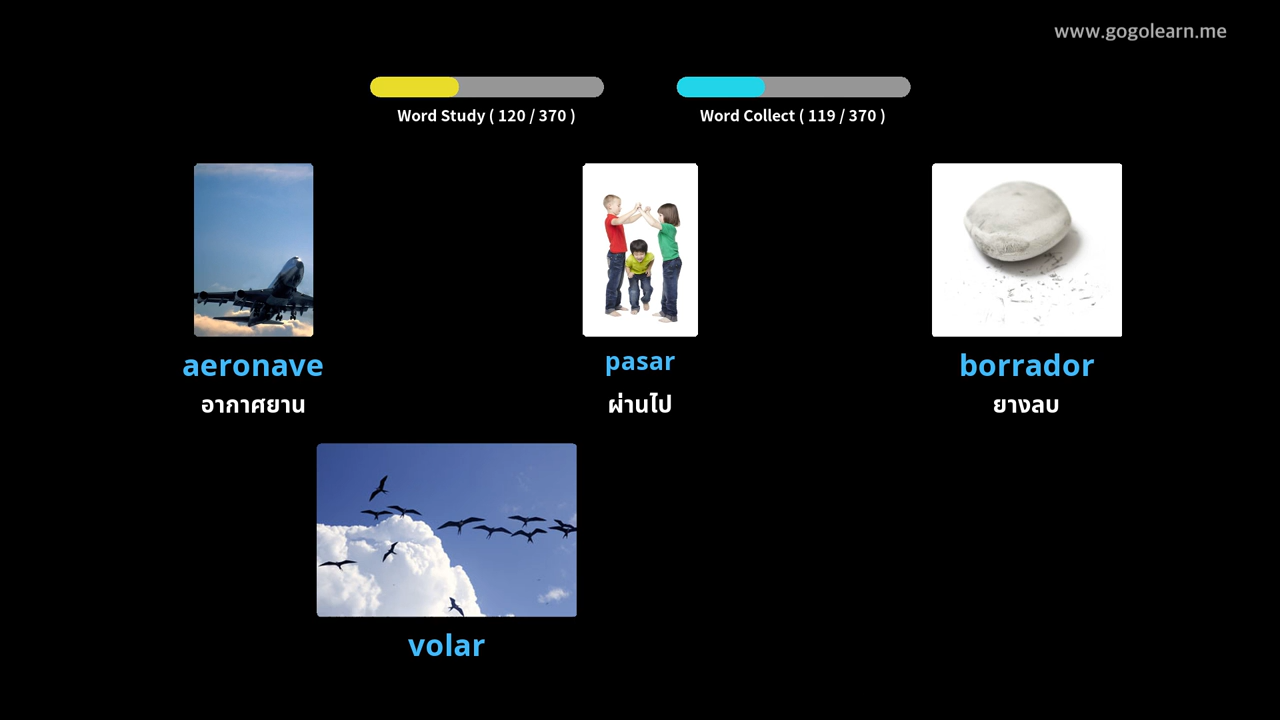 www.gogolearn.me
Word Study ( 120 / 370 )
Word Collect ( 119 / 370 )
aeronave
อากาศยาน
pasar
ผ่านไป
borrador
ยางลบ
volar